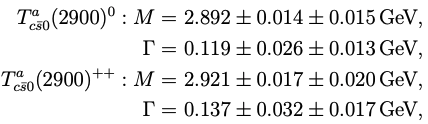 T^a_{c\bar{s}0}(2900)^0 : M = 2.892 ± 0.014 ± 0.015 GeV,
Γ = 0.119 ± 0.026 ± 0.013 GeV,
T^a_{c\bar{s}0}(2900)^{++} : M = 2.921 ± 0.017 ± 0.020 GeV,
Γ = 0.137 ± 0.032 ± 0.017 GeV,